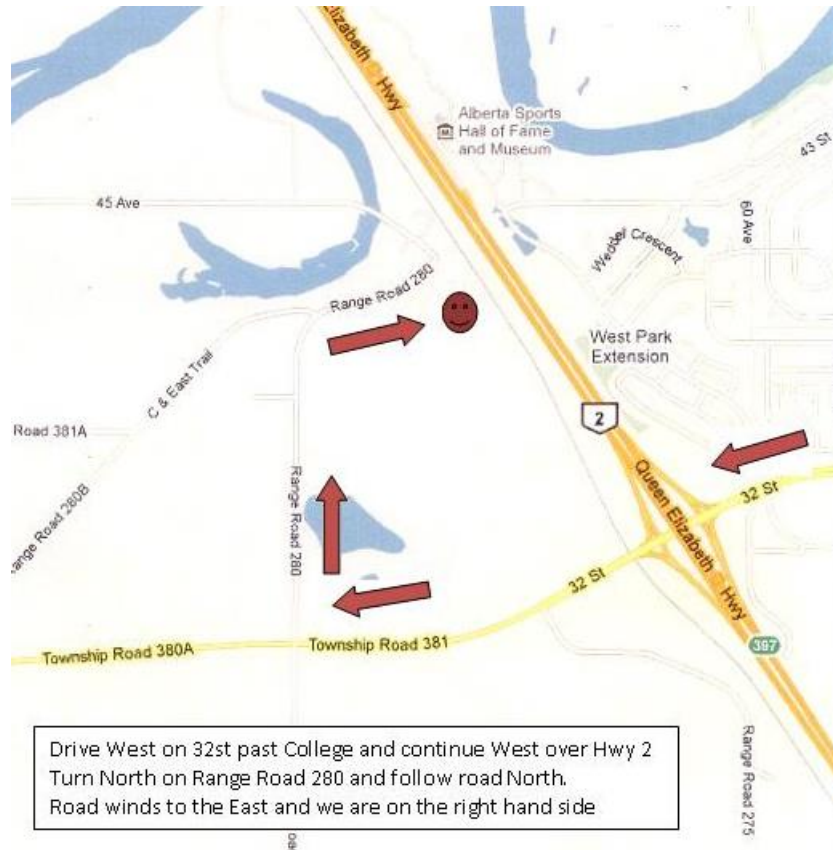 Elizabeth Hwy
Alberta Sports
Hall of Fame
and Museum
43 St
45 Ave
60 Ave
Weddel Crescent
Range Road 280
West Park
Extension
C & East Trail
2
Road 381A
Queen Elizabeth Hwy
32 St
Range Road 280
ange Road 280B
32 St
Township Road 381
Township Road 380A
397
Range Road 275
Drive West on 32st past College and continue West over Hwy 2
Turn North on Range Road 280 and follow road North.
Road winds to the East and we are on the right hand side